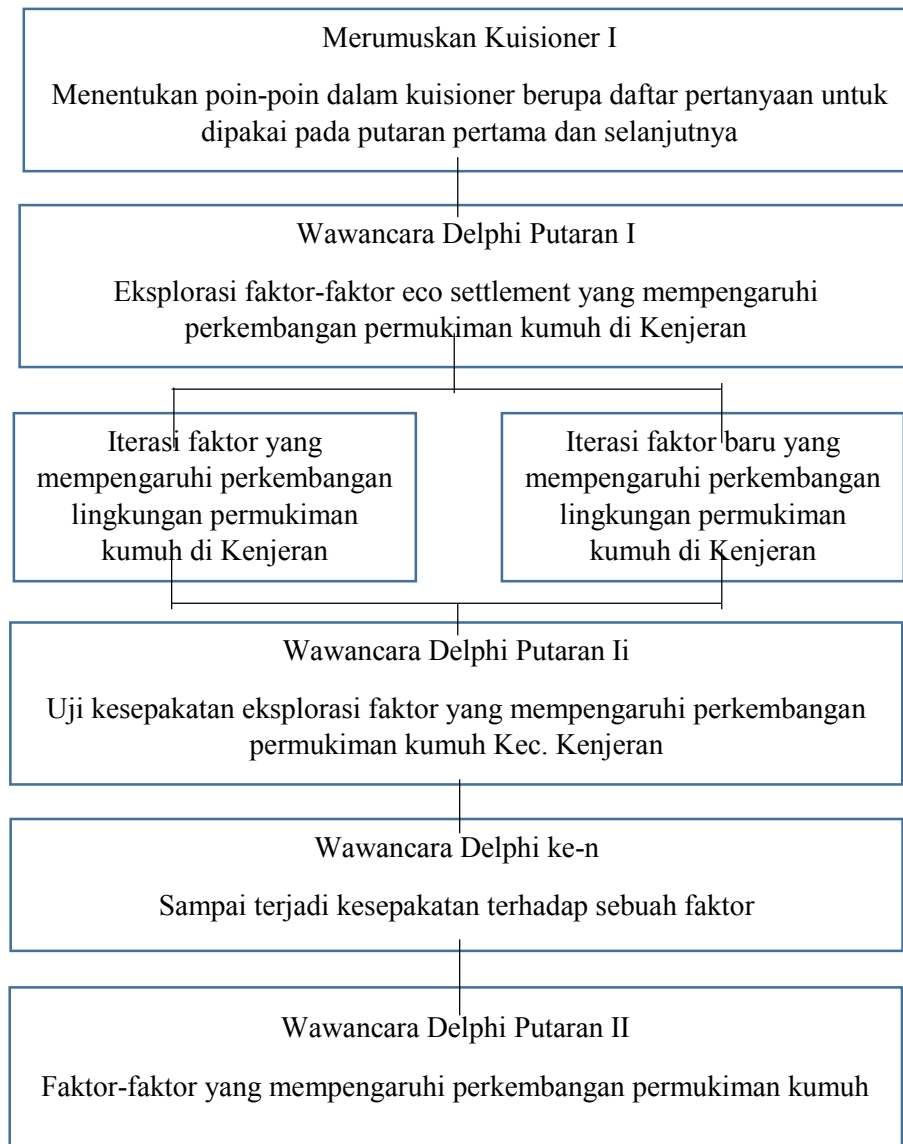 Merumuskan Kuisioner I
Menentukan poin-poin dalam kuisioner berupa daftar pertanyaan untuk
dipakai pada putaran pertama dan selanjutnya
Wawancara Delphi Putaran I
Eksplorasi faktor-faktor eco settlement yang mempengaruhi
perkembangan permukiman kumuh di Kenjeran
Iterasi faktor yang
mempengaruhi perkembangan
lingkungan permukiman
kumuh di Kenjeran
Iterasi faktor baru yang
mempengaruhi perkembangan
lingkungan permukiman
kumuh di Kenjeran
Wawancara Delphi Putaran Ii
Uji kesepakatan eksplorasi faktor yang mempengaruhi perkembangan
permukiman kumuh Kec. Kenjeran
Wawancara Delphi ke-n
Sampai terjadi kesepakatan terhadap sebuah faktor
Wawancara Delphi Putaran II
Faktor-faktor yang mempengaruhi perkembangan permukiman kumuh